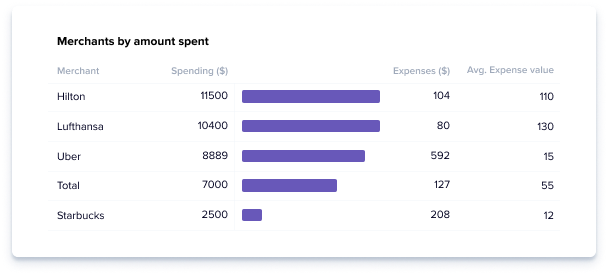 Merchants by amount spent
Merchant Spending ($) Expenses ($) Avg. Expense value
Hilton 11500 104 110
Lufthansa 10400 80 130
Uber 8889 592 15
Total 7000 127 55
Starbucks 2500 208 12